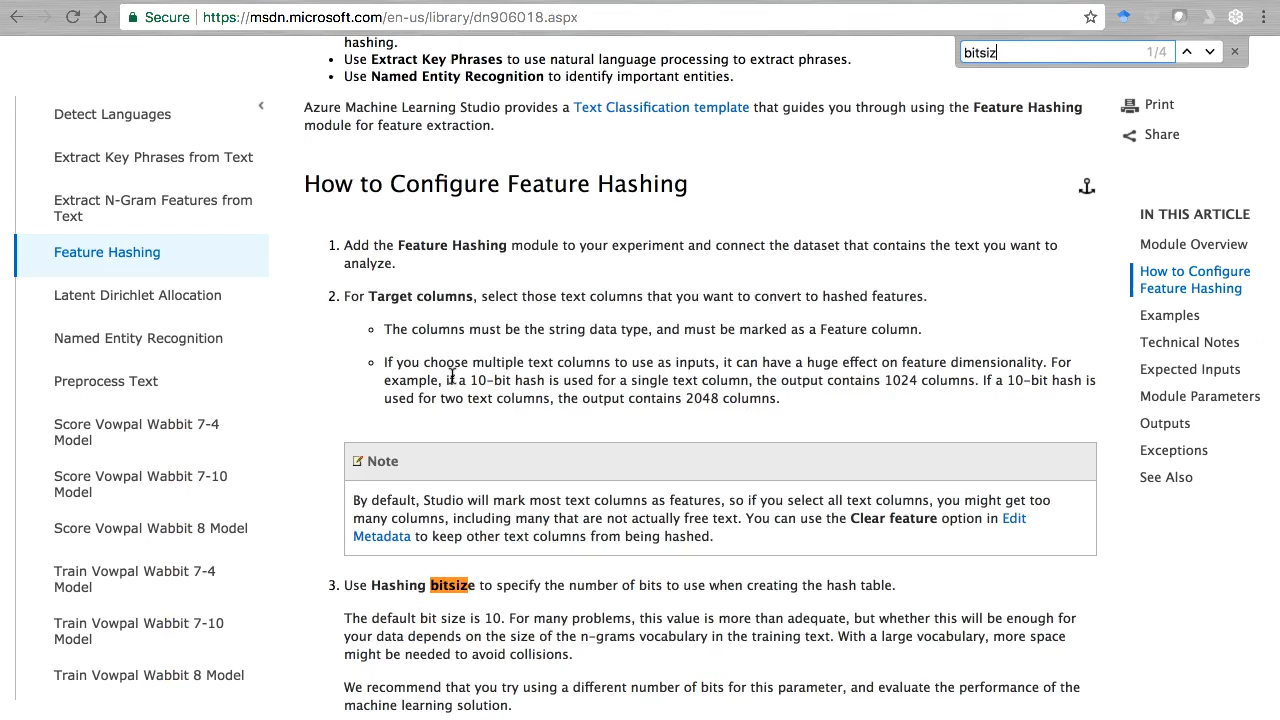 Secure
https://msdn.microsoft.com/en-us/library/dn906018.aspx
bitsiz
1/4
hashing.
• Use Extract Key Phrases to use natural language processing to extract phrases.
• Use Named Entity Recognition to identify important entities.
Azure Machine Learning Studio provides a Text Classification template that guides you through using the Feature Hashing
module for feature extraction.
Detect Languages
Extract Key Phrases from Text
Extract N-Gram Features from
Text
Feature Hashing
Latent Dirichlet Allocation
Named Entity Recognition
Preprocess Text
Score Vowpal Wabbit 7-4
Model
Score Vowpal Wabbit 7-10
Model
Score Vowpal Wabbit 8 Model
Train Vowpal Wabbit 7-4
Model
Train Vowpal Wabbit 7-10
Model
Train Vowpal Wabbit 8 Model
How to Configure Feature Hashing
1. Add the Feature Hashing module to your experiment and connect the dataset that contains the text you want to
analyze.
2. For Target columns, select those text columns that you want to convert to hashed features.
◦ The columns must be the string data type, and must be marked as a Feature column.
◦ If you choose multiple text columns to use as inputs, it can have a huge effect on feature dimensionality. For
example, if a 10-bit hash is used for a single text column, the output contains 1024 columns. If a 10-bit hash is
used for two text columns, the output contains 2048 columns.
Note
By default, Studio will mark most text columns as features, so if you select all text columns, you might get too
many columns, including many that are not actually free text. You can use the Clear feature option in Edit
Metadata to keep other text columns from being hashed.
3. Use Hashing bitsize to specify the number of bits to use when creating the hash table.
The default bit size is 10. For many problems, this value is more than adequate, but whether this will be enough for
your data depends on the size of the n-grams vocabulary in the training text. With a large vocabulary, more space
might be needed to avoid collisions.
We recommend that you try using a different number of bits for this parameter, and evaluate the performance of the
machine learning solution.
Print
Share
IN THIS ARTICLE
Module Overview
How to Configure
Feature Hashing
Examples
Technical Notes
Expected Inputs
Module Parameters
Outputs
Exceptions
See Also